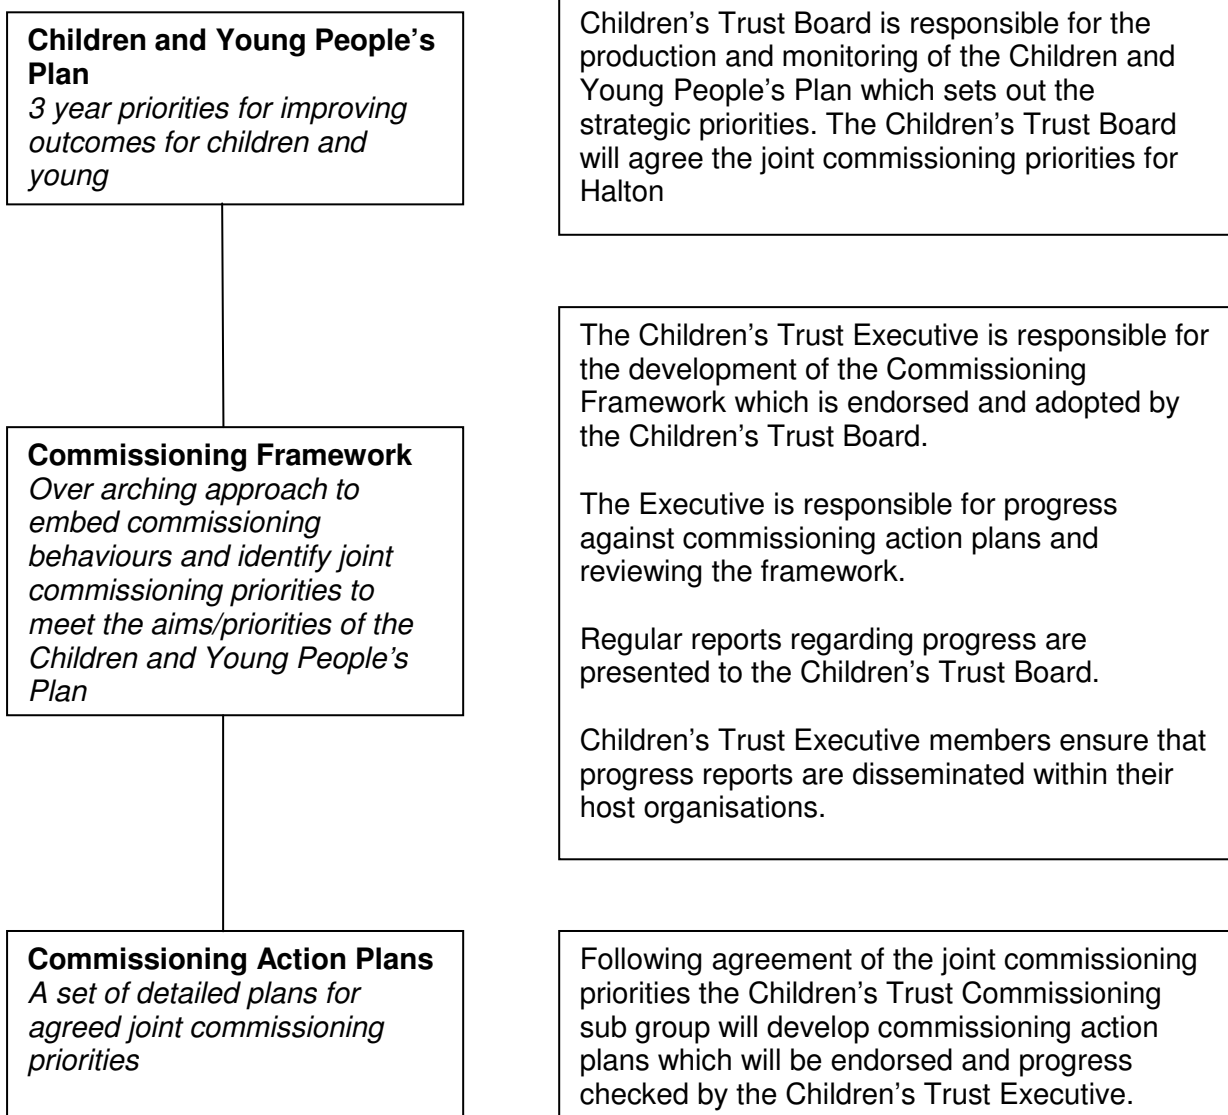 Children and Young People’s
Plan
3 year priorities for improving
outcomes for children and
young
Children’s Trust Board is responsible for the
production and monitoring of the Children and
Young People’s Plan which sets out the
strategic priorities. The Children’s Trust Board
will agree the joint commissioning priorities for
Halton
Commissioning Framework
Over arching approach to
embed commissioning
behaviours and identify joint
commissioning priorities to
meet the aims/priorities of the
Children and Young People’s
Plan
The Children’s Trust Executive is responsible for
the development of the Commissioning
Framework which is endorsed and adopted by
the Children’s Trust Board.
The Executive is responsible for progress
against commissioning action plans and
reviewing the framework.
Regular reports regarding progress are
presented to the Children’s Trust Board.
Children’s Trust Executive members ensure that
progress reports are disseminated within their
host organisations.
Commissioning Action Plans
A set of detailed plans for
agreed joint commissioning
priorities
Following agreement of the joint commissioning
priorities the Children’s Trust Commissioning
sub group will develop commissioning action
plans which will be endorsed and progress
checked by the Children’s Trust Executive.